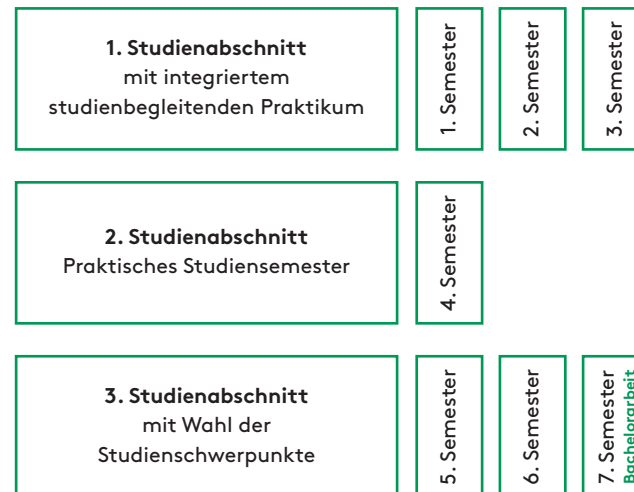 1. Studienabschnitt
mit integriertem
studienbegleitenden Praktikum
1. Semester
2. Semester
3. Semester
2. Studienabschnitt
Praktisches Studiensemester
4. Semester
3. Studienabschnitt
mit Wahl der
Studienschwerpunkte
5. Semester
6. Semester
7. Semester
Bachelorarbeit